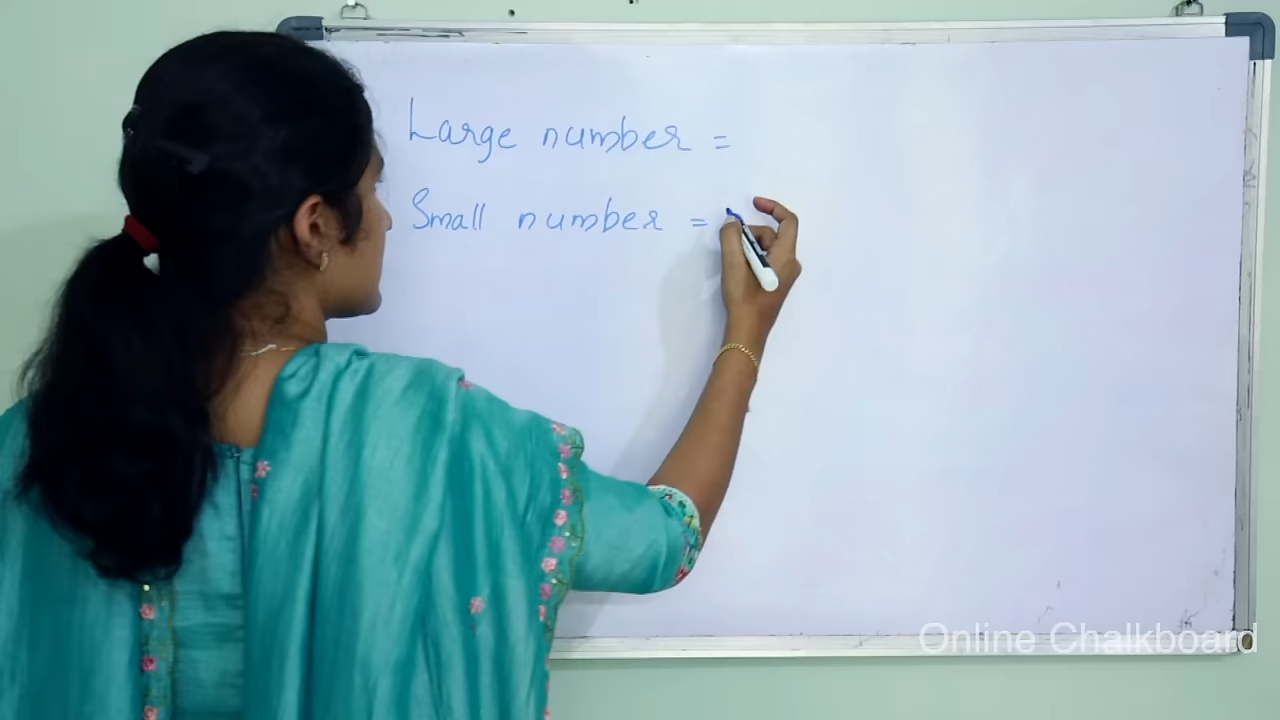 Large number =
Small number =
Online Chalkboard